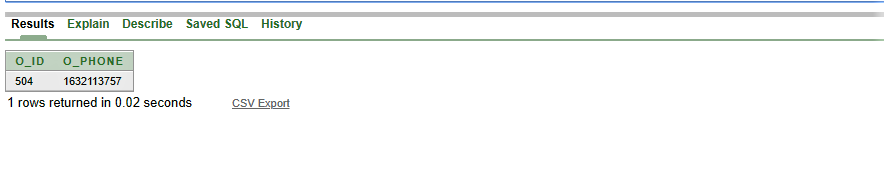 Results Explain Describe Saved SQL History
O_ID O_PHONE
504 1632113757
1 rows returned in 0.02 seconds CSV Export